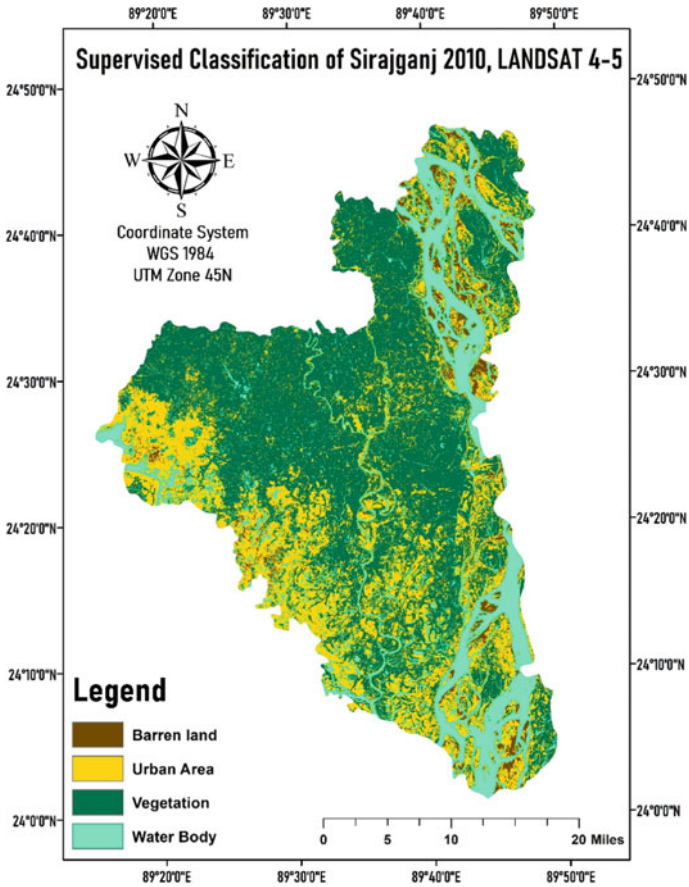 89°20'0"E 89°30'0"E 89°40'0"E 89°50'0"E
Supervised Classification of Sirajganj 2010, LANDSAT 4-5
24°50'0"N 24°50'0"N
N
W E
S
Coordinate System
WGS 1984
UTM Zone 45N
24°40'0"N 24°40'0"N
24°30'0"N 24°30'0"N
24°20'0"N 24°20'0"N
24°10'0"N 24°10'0"N
Legend
Barren land
Urban Area
Vegetation
Water Body
24°0'0"N 24°0'0"N
0 5 10 20 Miles
89°20'0"E 89°30'0"E 89°40'0"E 89°50'0"E